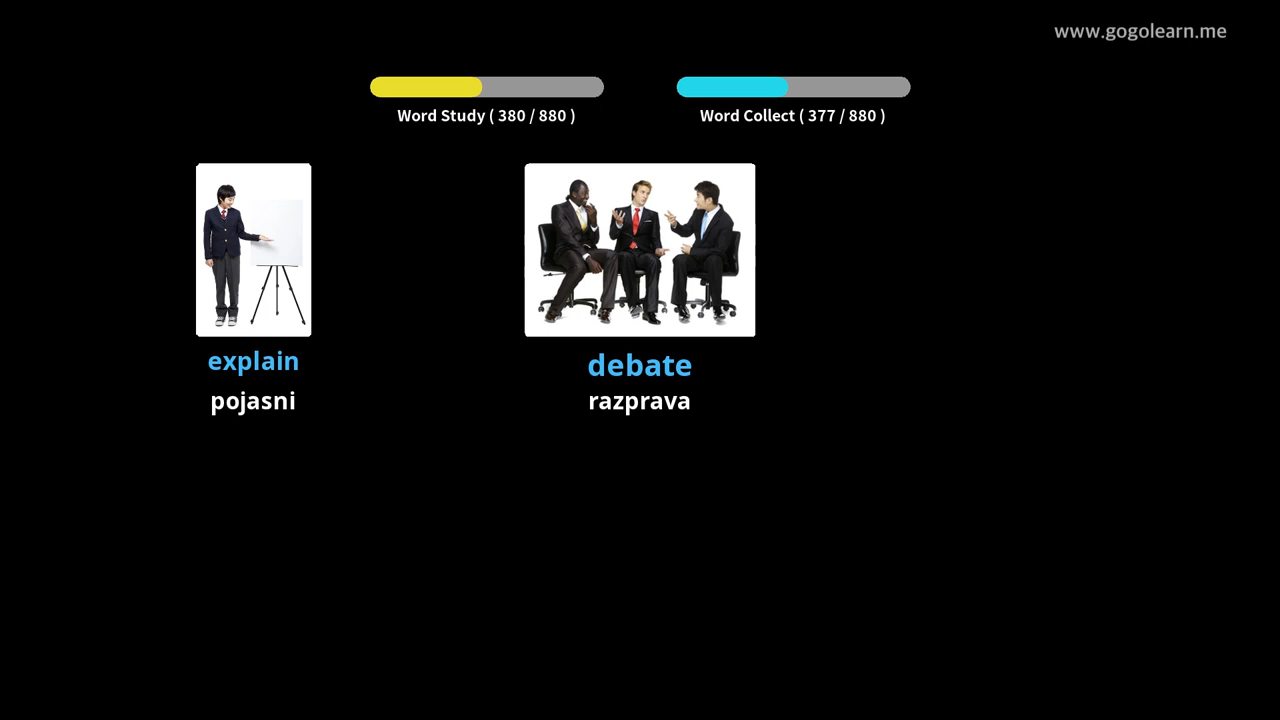 www.gogolearn.me
Word Study ( 380 / 880 )
Word Collect ( 377 / 880 )
explain
pojasni
debate
razprava